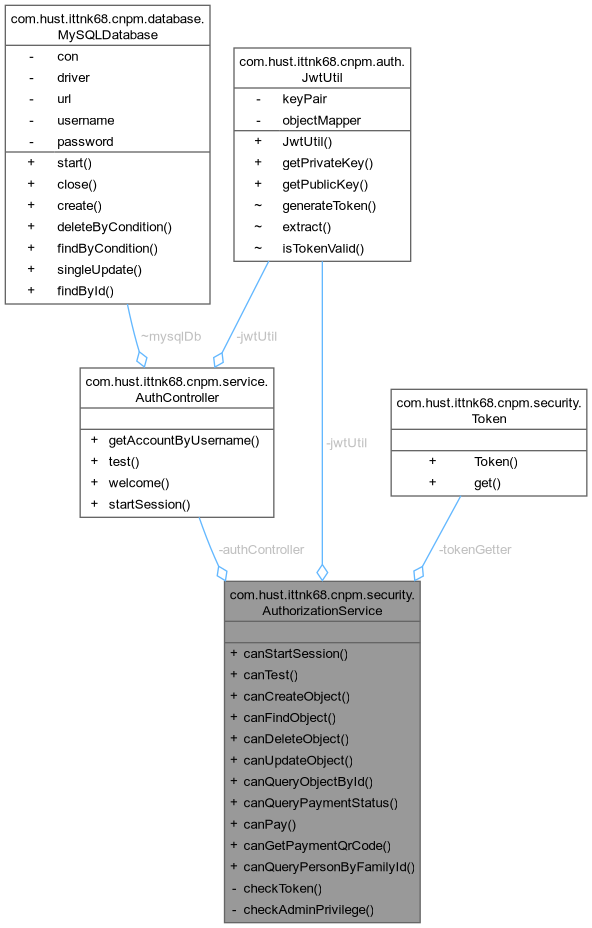 com.hust.ittnk68.cnpm.database.
MySQLDatabase
- con
- driver
- url
- username
- password
+ start()
+ close()
+ create()
+ deleteByCondition()
+ findByCondition()
+ singleUpdate()
+ findById()
com.hust.ittnk68.cnpm.auth.
JwtUtil
- keyPair
- objectMapper
+ JwtUtil()
+ getPrivateKey()
+ getPublicKey()
~ generateToken()
~ extract()
~ isTokenValid()
~mysqlDb
-jwtUtil
com.hust.ittnk68.cnpm.service.
AuthController
+ getAccountByUsername()
+ test()
+ welcome()
+ startSession()
-jwtUtil
com.hust.ittnk68.cnpm.security.
Token
+ Token()
+ get()
-authController
-tokenGetter
com.hust.ittnk68.cnpm.security.
AuthorizationService
+ canStartSession()
+ canTest()
+ canCreateObject()
+ canFindObject()
+ canDeleteObject()
+ canUpdateObject()
+ canQueryObjectById()
+ canQueryPaymentStatus()
+ canPay()
+ canGetPaymentQrCode()
+ canQueryPersonByFamilyId()
- checkToken()
- checkAdminPrivilege()